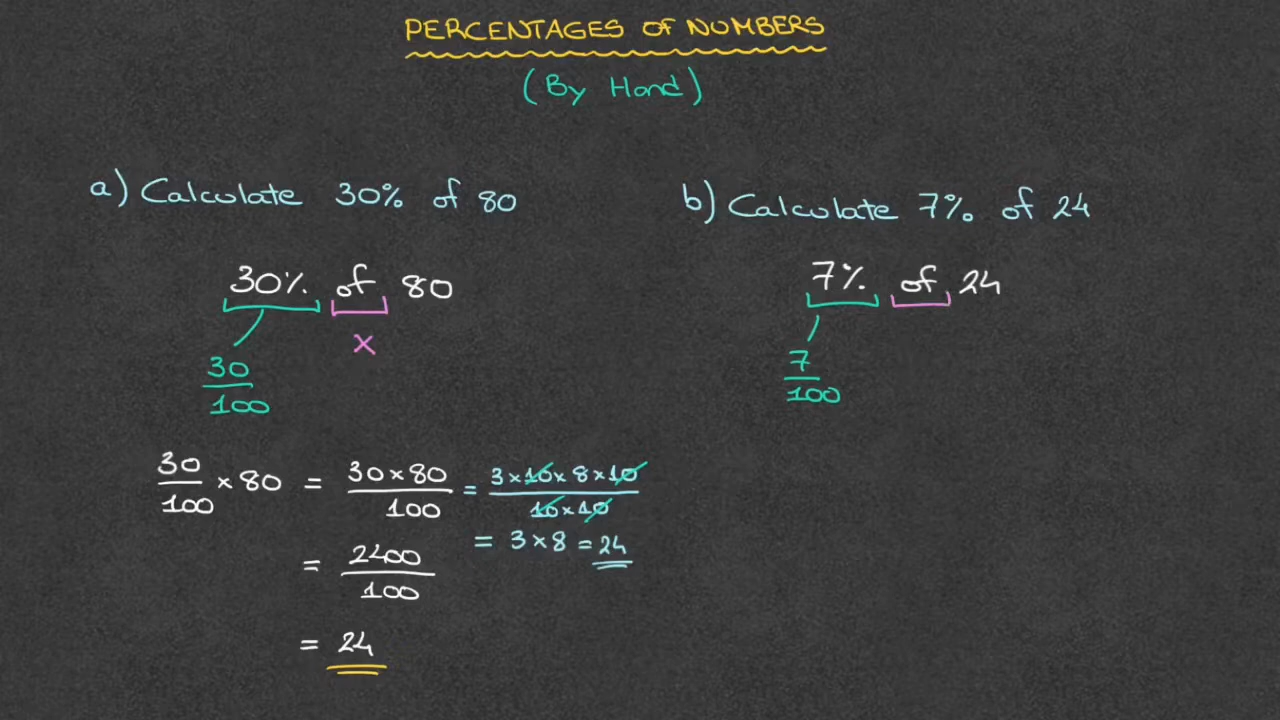 PERCENTAGES OF NUMBERS
(By Hand)
a) Calculate 30% of 80
30% of 80
×
30
100
30/100 × 80 = 30×80/100 = 3×10×8×10/10×10
= 3×8 = 24
= 2400/100
= 24
b) Calculate 7% of 24
7% of 24
7
100